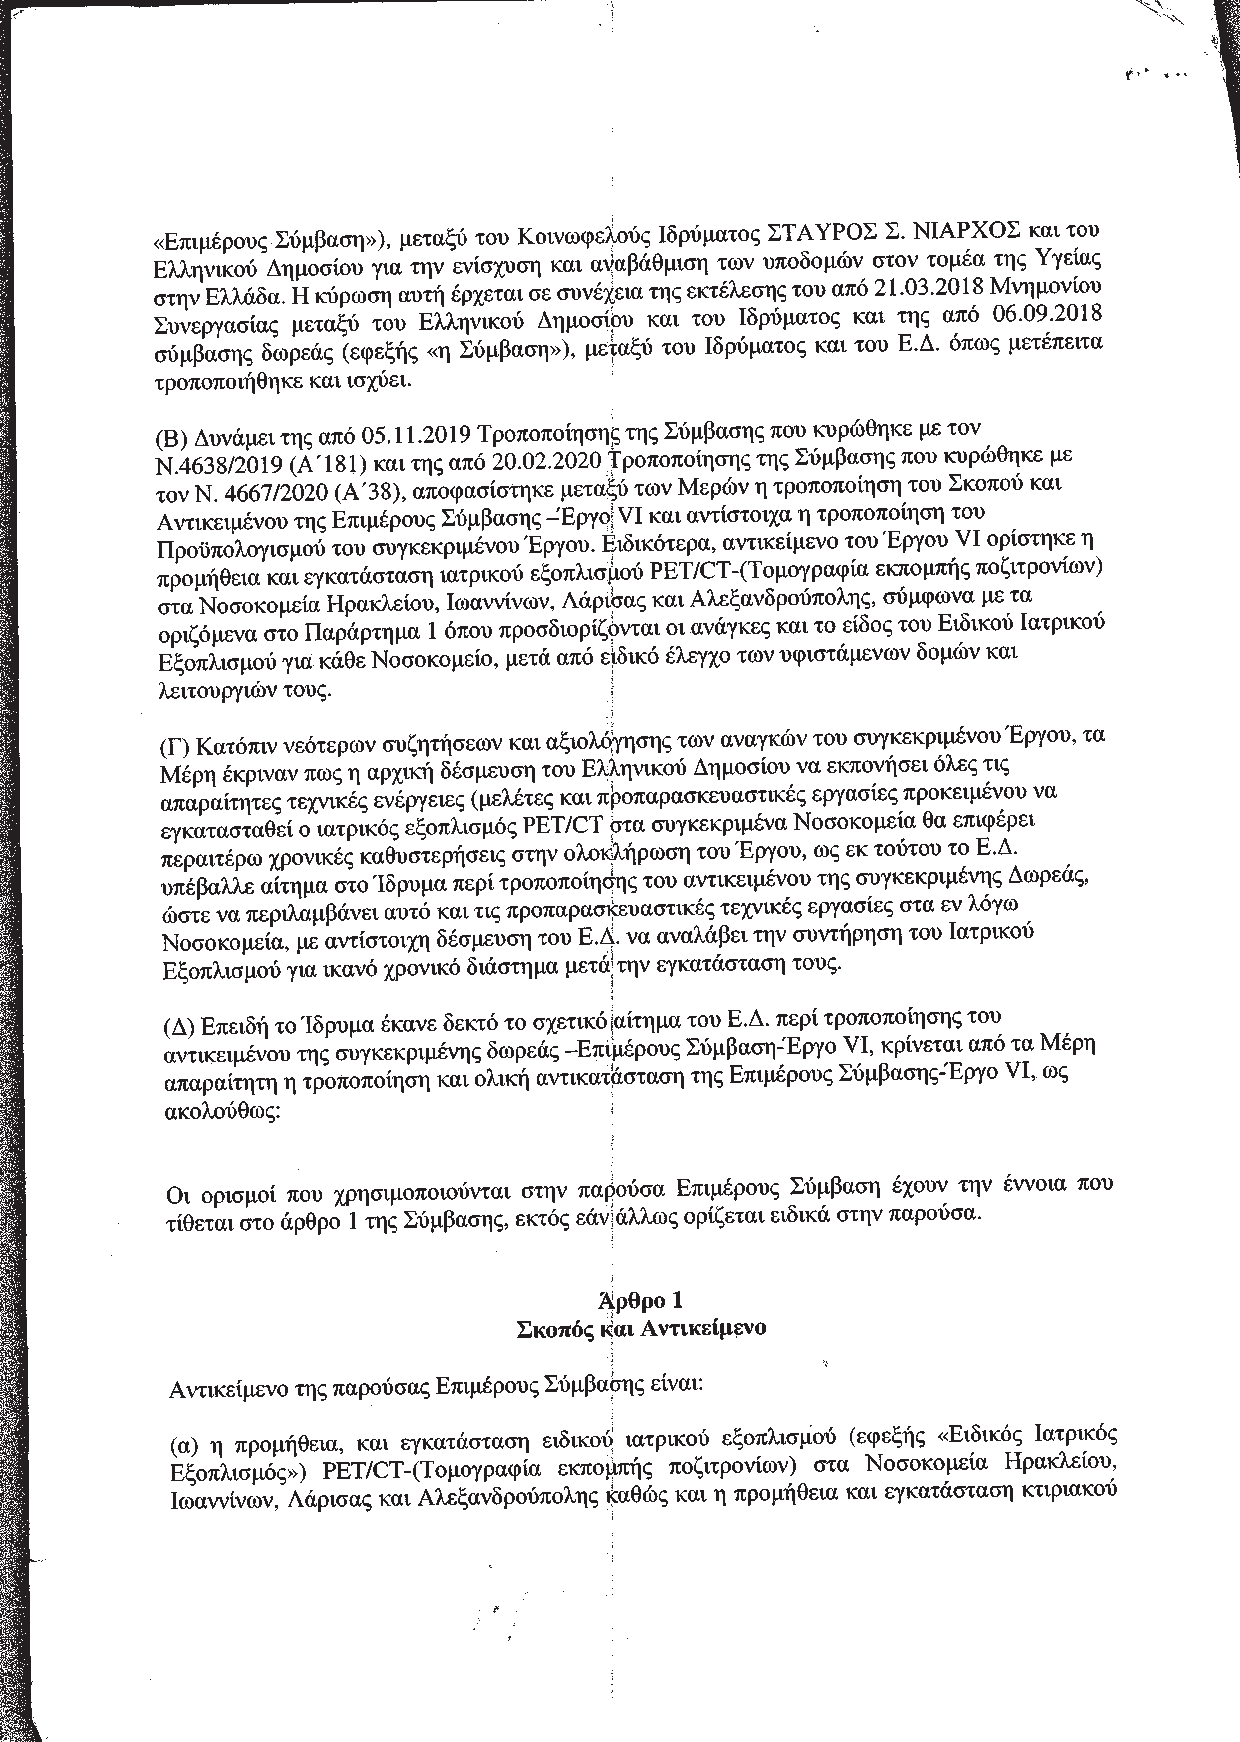 «Επιμέρους Σύμβαση»), μεταξύ του Κοινωφελούς Ιδρύματος ΣΤΑΥΡΟΣ Σ. ΝΙΑΡΧΟΣ και του
Ελληνικού Δημοσίου για την ενίσχυση και αναβάθμιση των υποδομών στον τομέα της Υγείας
στην Ελλάδα. Η κύρωση αυτή έρχεται σε συνέχεια της εκτέλεσης του από 21.03.2018 Μνημονίου
Συνεργασίας μεταξύ του Ελληνικού Δημοσίου και του Ιδρύματος και της από 06.09.2018
σύμβασης δωρεάς (εφεξής «η Σύμβαση»), μεταξύ του Ιδρύματος και του Ε.Δ. όπως μετέπειτα
τροποποιήθηκε και ισχύει.
(Β) Δυνάμει της από 05.11.2019 Τροποποίησης της Σύμβασης που κυρώθηκε με τον
Ν.4638/2019 (Α΄181) και της από 20.02.2020 Τροποποίησης της Σύμβασης που κυρώθηκε με
τον Ν. 4667/2020 (Α΄38), αποφασίστηκε μεταξύ των Μερών η τροποποίηση του Σκοπού και
Αντικειμένου της Επιμέρους Σύμβασης –Έργο VI και αντίστοιχα η τροποποίηση του
Προϋπολογισμού του συγκεκριμένου Έργου. Ειδικότερα, αντικείμενο του Έργου VI ορίστηκε η
προμήθεια και εγκατάσταση ιατρικού εξοπλισμού PET/CT-(Τομογραφία εκπομπής ποζιτρονίων)
στα Νοσοκομεία Ηρακλείου, Ιωαννίνων, Λάρισας και Αλεξανδρούπολης, σύμφωνα με τα
οριζόμενα στο Παράρτημα 1 όπου προσδιορίζονται οι ανάγκες και το είδος του Ειδικού Ιατρικού
Εξοπλισμού για κάθε Νοσοκομείο, μετά από ειδικό έλεγχο των υφιστάμενων δομών και
λειτουργιών τους.
(Γ) Κατόπιν νεότερων συζητήσεων και αξιολόγησης των αναγκών του συγκεκριμένου Έργου, τα
Μέρη έκριναν πως η αρχική δέσμευση του Ελληνικού Δημοσίου να εκπονήσει όλες τις
απαραίτητες τεχνικές ενέργειες (μελέτες και προπαρασκευαστικές εργασίες προκειμένου να
εγκατασταθεί ο ιατρικός εξοπλισμός PET/CT στα συγκεκριμένα Νοσοκομεία θα επιφέρει
περαιτέρω χρονικές καθυστερήσεις στην ολοκλήρωση του Έργου, ως εκ τούτου το Ε.Δ.
υπέβαλλε αίτημα στο Ίδρυμα περί τροποποίησης του αντικειμένου της συγκεκριμένης Δωρεάς,
ώστε να περιλαμβάνει αυτό και τις προπαρασκευαστικές τεχνικές εργασίες στα εν λόγω
Νοσοκομεία, με αντίστοιχη δέσμευση του Ε.Δ. να αναλάβει την συντήρηση του Ιατρικού
Εξοπλισμού για ικανό χρονικό διάστημα μετά την εγκατάσταση τους.
(Δ) Επειδή το Ίδρυμα έκανε δεκτό το σχετικό αίτημα του Ε.Δ. περί τροποποίησης του
αντικειμένου της συγκεκριμένης δωρεάς –Επιμέρους Σύμβαση-Έργο VI, κρίνεται από τα Μέρη
απαραίτητη η τροποποίηση και ολική αντικατάσταση της Επιμέρους Σύμβασης-Έργο VI, ως
ακολούθως:
Οι ορισμοί που χρησιμοποιούνται στην παρούσα Επιμέρους Σύμβαση έχουν την έννοια που
τίθεται στο άρθρο 1 της Σύμβασης, εκτός εάν άλλως ορίζεται ειδικά στην παρούσα.
Άρθρο 1
Σκοπός και Αντικείμενο
Αντικείμενο της παρούσας Επιμέρους Σύμβασης είναι:
(α) η προμήθεια, και εγκατάσταση ειδικού ιατρικού εξοπλισμού (εφεξής «Ειδικός Ιατρικός
Εξοπλισμός») PET/CT-(Τομογραφία εκπομπής ποζιτρονίων) στα Νοσοκομεία Ηρακλείου,
Ιωαννίνων, Λάρισας και Αλεξανδρούπολης καθώς και η προμήθεια και εγκατάσταση κτιριακού